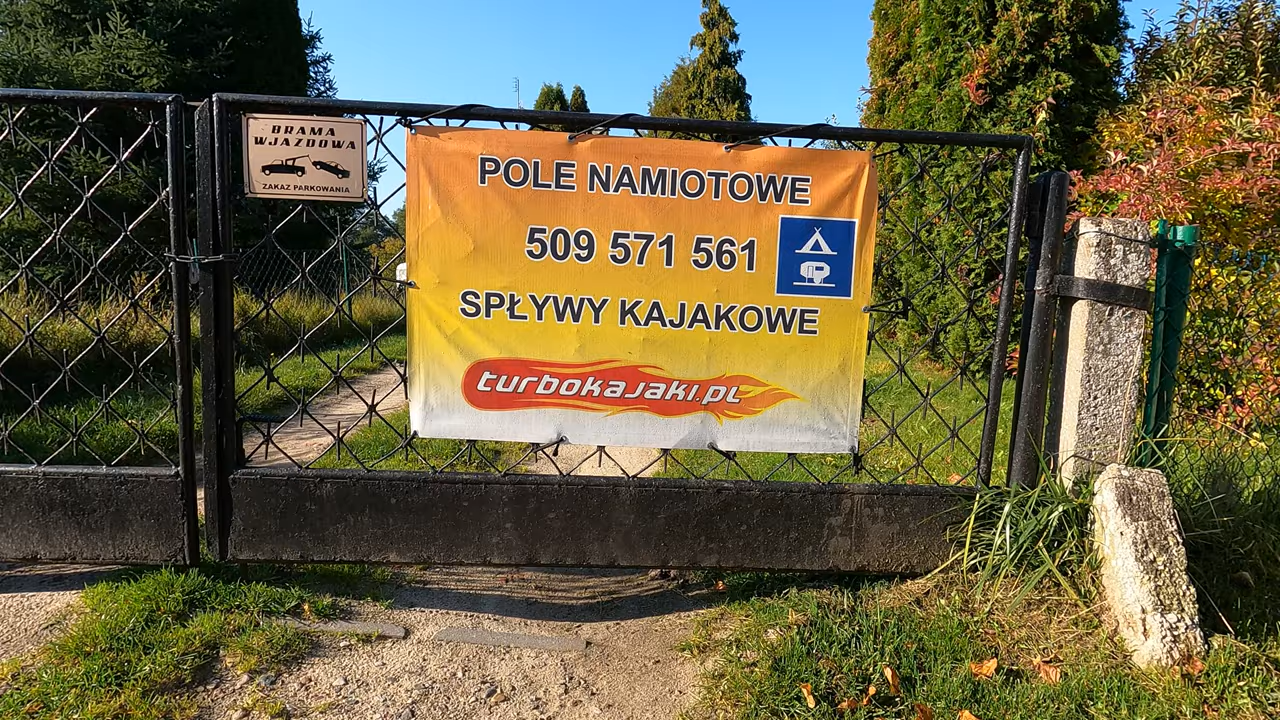 BRAMA
WJAZDOWA
ZAKAZ PARKOWANIA
POLE NAMIOTOWE
509 571 561
SPŁYWY KAJAKOWE
turbokajaki.pl